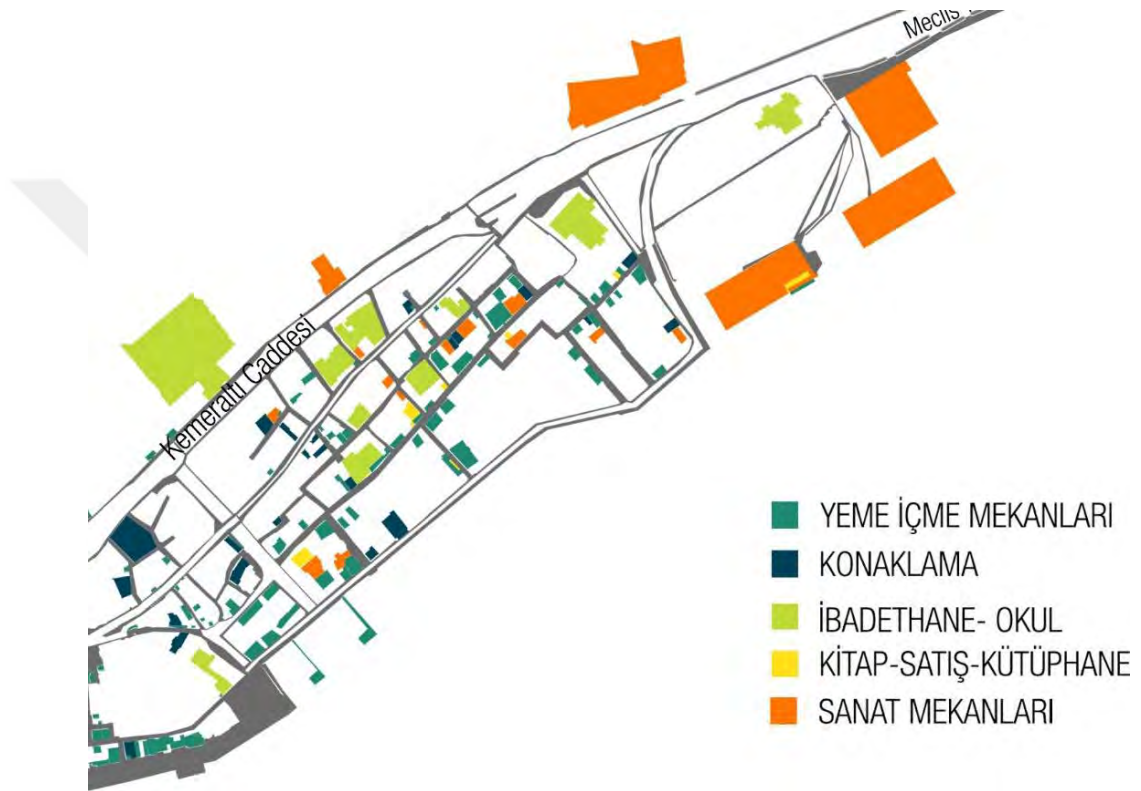 Meclis
Kemeraltı Caddesi
YEME İÇME MEKANLARI
KONAKLAMA
İBADETHANE- OKUL
KİTAP-SATIŞ-KÜTÜPHANE
SANAT MEKANLARI